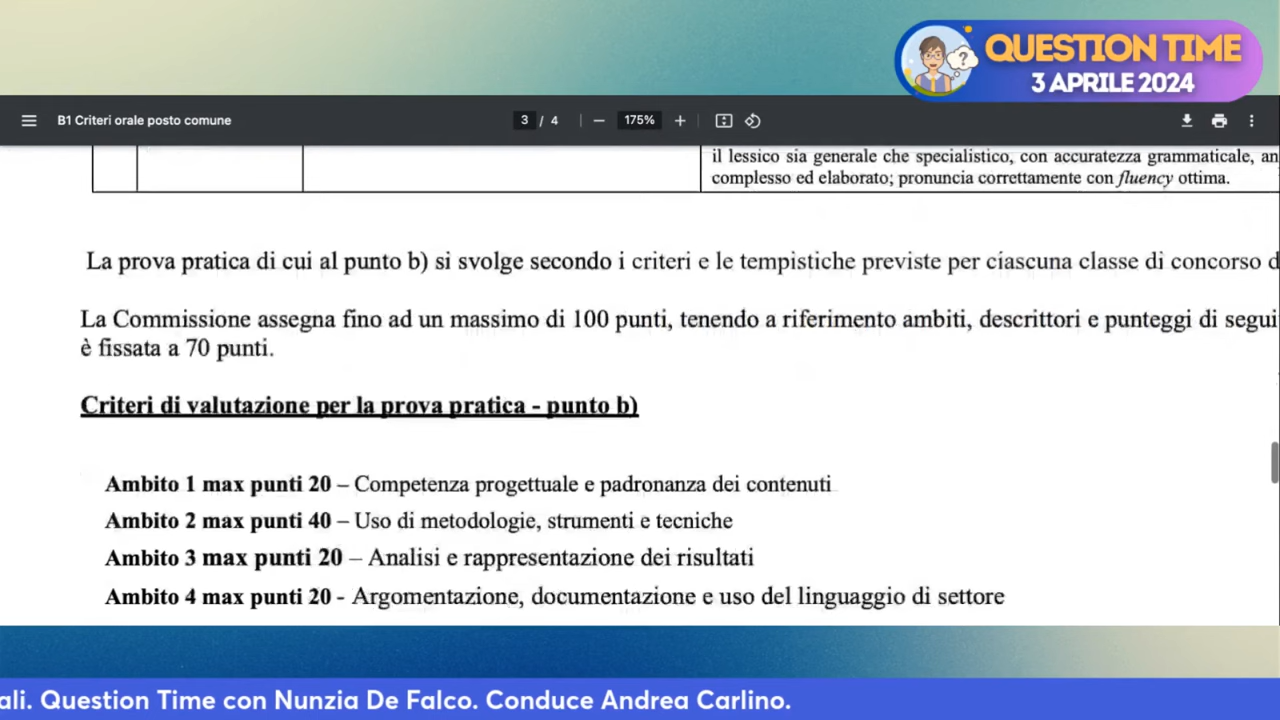 QUESTION TIME
3 APRILE 2024
B1 Criteri orale posto comune
3 / 4
175%
il lessico sia generale che specialistico, con accuratezza grammaticale, an
complesso ed elaborato; pronuncia correttamente con fluency ottima.
La prova pratica di cui al punto b) si svolge secondo i criteri e le tempistiche previste per ciascuna classe di concorso d
La Commissione assegna fino ad un massimo di 100 punti, tenendo a riferimento ambiti, descrittori e punteggi di segui
è fissata a 70 punti.
Criteri di valutazione per la prova pratica - punto b)
Ambito 1 max punti 20 – Competenza progettuale e padronanza dei contenuti
Ambito 2 max punti 40 – Uso di metodologie, strumenti e tecniche
Ambito 3 max punti 20 – Analisi e rappresentazione dei risultati
Ambito 4 max punti 20 - Argomentazione, documentazione e uso del linguaggio di settore
ali. Question Time con Nunzia De Falco. Conduce Andrea Carlino.